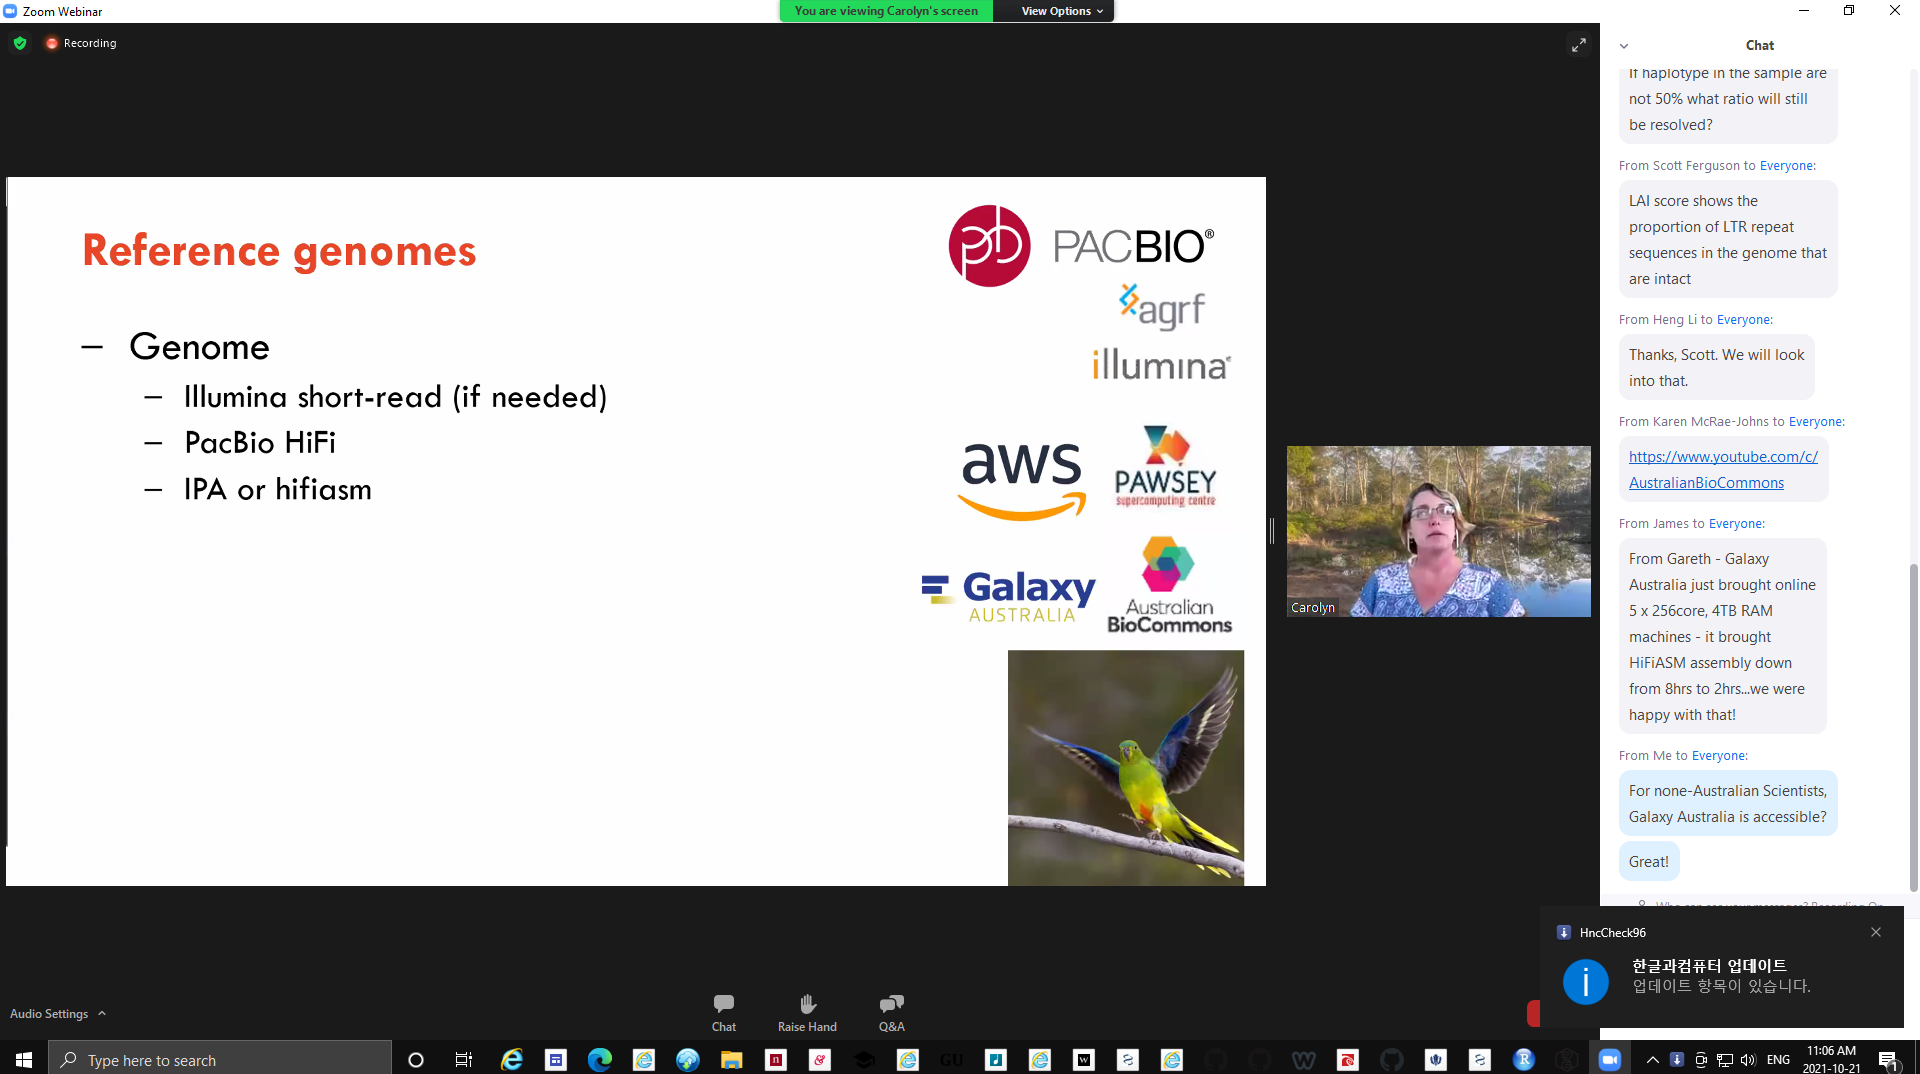 Zoom Webinar
You are viewing Carolyn's screen
View Options
Recording
Reference genomes
– Genome
– Illumina short-read (if needed)
– PacBio HiFi
– IPA or hifiasm
PACBIO®
agrf
illumina®
aws
PAWSEY
supercomputing centre
Galaxy
AUSTRALIA
Australian
BioCommons
Carolyn
Chat
If haplotype in the sample are
not 50% what ratio will still
be resolved?
From Scott Ferguson to Everyone:
LAI score shows the
proportion of LTR repeat
sequences in the genome that
are intact
From Heng Li to Everyone:
Thanks, Scott. We will look
into that.
From Karen McRae-Johns to Everyone:
https://www.youtube.com/c/
AustralianBioCommons
From James to Everyone:
From Gareth - Galaxy
Australia just brought online
5 x 256core, 4TB RAM
machines - it brought
HiFiASM assembly down
from 8hrs to 2hrs...we were
happy with that!
From Me to Everyone:
For none-Australian Scientists,
Galaxy Australia is accessible?
Great!
HncCheck96
한글과컴퓨터 업데이트
업데이트 항목이 있습니다.
Audio Settings
Chat
Raise Hand
Q&A
Type here to search
ENG
11:06 AM
2021-10-21